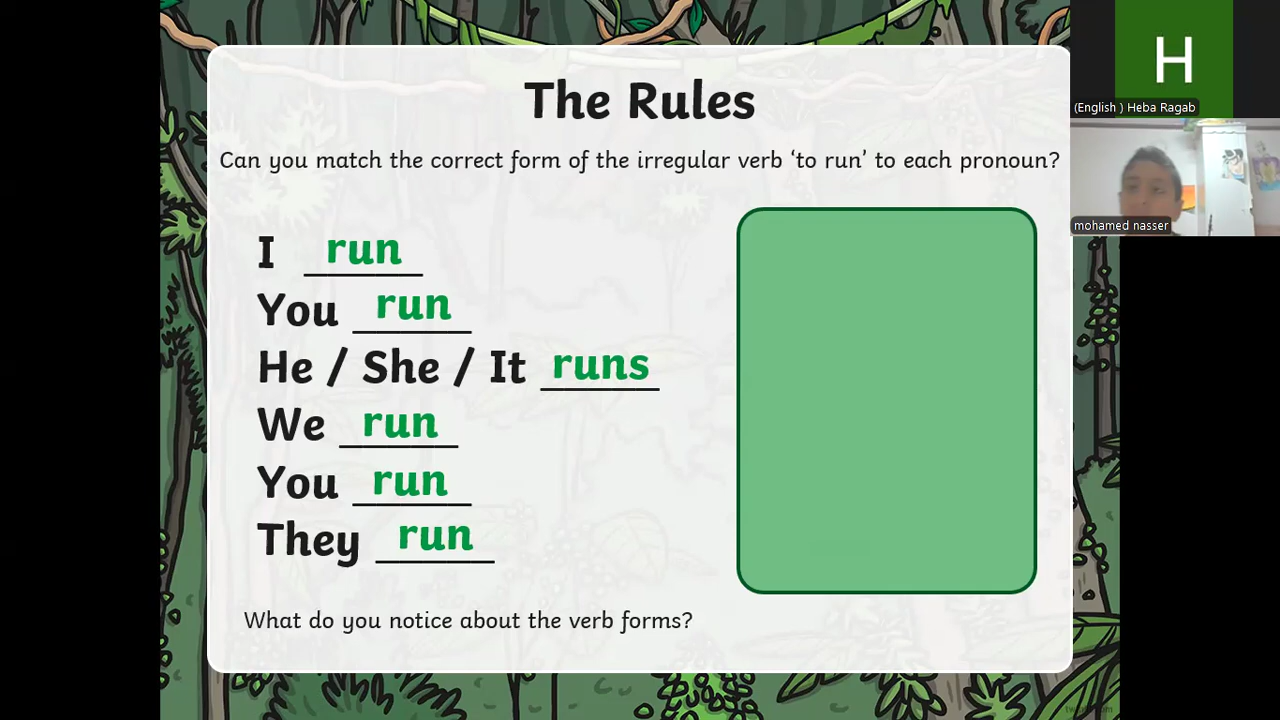 The Rules
Can you match the correct form of the irregular verb ‘to run’ to each pronoun?
I run
You run
He / She / It runs
We run
You run
They run
What do you notice about the verb forms?
H
(English ) Heba Ragab
mohamed nasser